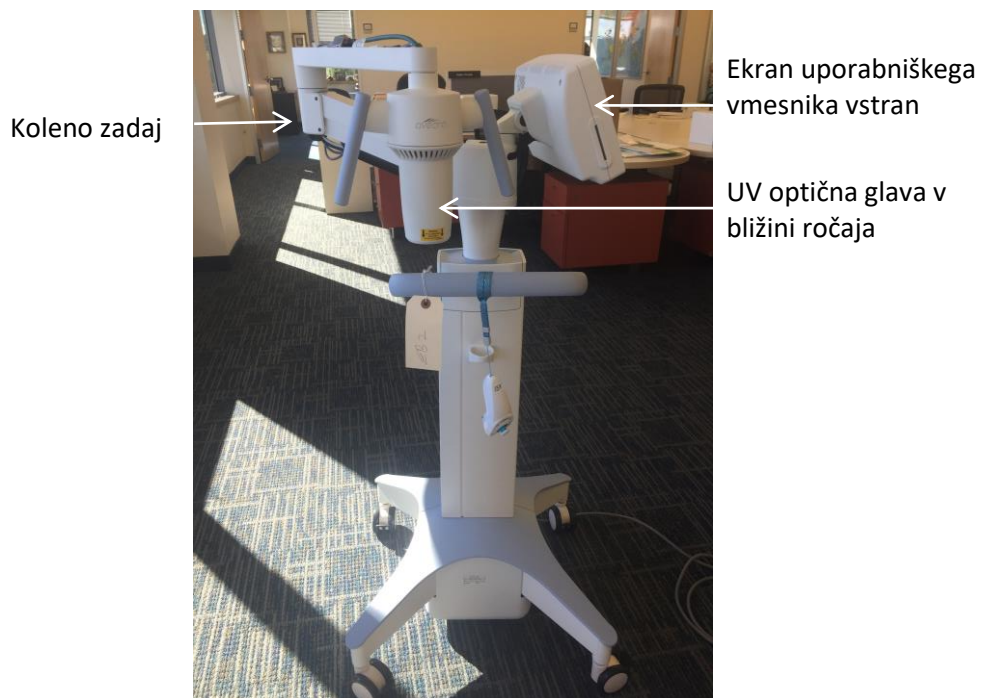 Ekran uporabniškega
vmesnika vstran
Koleno zadaj
UV optična glava v
bližini ročaja